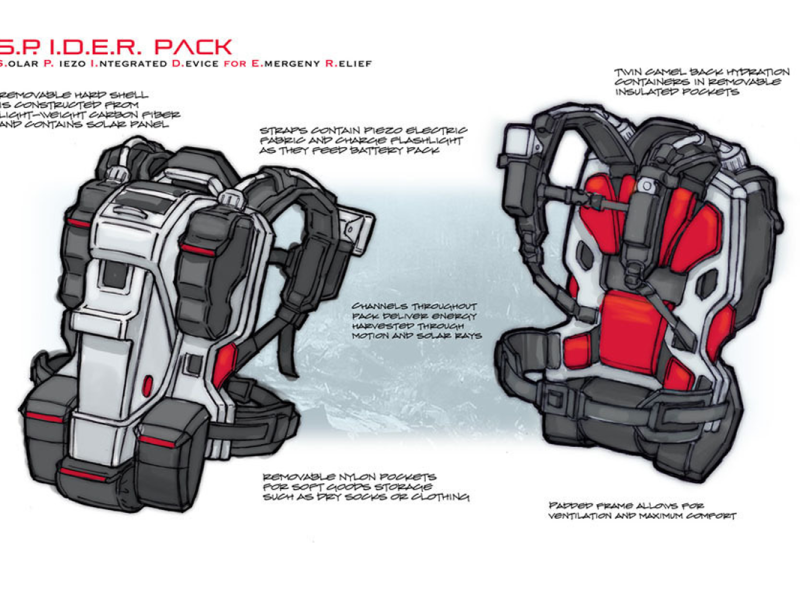 S.P. I.D.E.R. PACK
S.OLAR P. IEZO I.NTEGRATED D.EVICE FOR E.MERGENY R.ELIEF
REMOVABLE HARD SHELL
IS CONSTRUCTED FROM
LIGHT-WEIGHT CARBON FIBER
AND CONTAINS SOLAR PANEL
STRAPS CONTAIN PIEZO ELECTRIC
FABRIC AND CHARGE FLASHLIGHT
AS THEY FEED BATTERY PACK
TWIN CAMEL BACK HYDRATION
CONTAINERS IN REMOVABLE
INSULATED POCKETS
CHANNELS THROUGHOUT
PACK DELIVER ENERGY
HARVESTED THROUGH
MOTION AND SOLAR RAYS
REMOVABLE NYLON POCKETS
FOR SOFT GOODS STORAGE
SUCH AS DRY SOCKS OR CLOTHING
PADDED FRAME ALLOWS FOR
VENTILATION AND MAXIMUM COMFORT